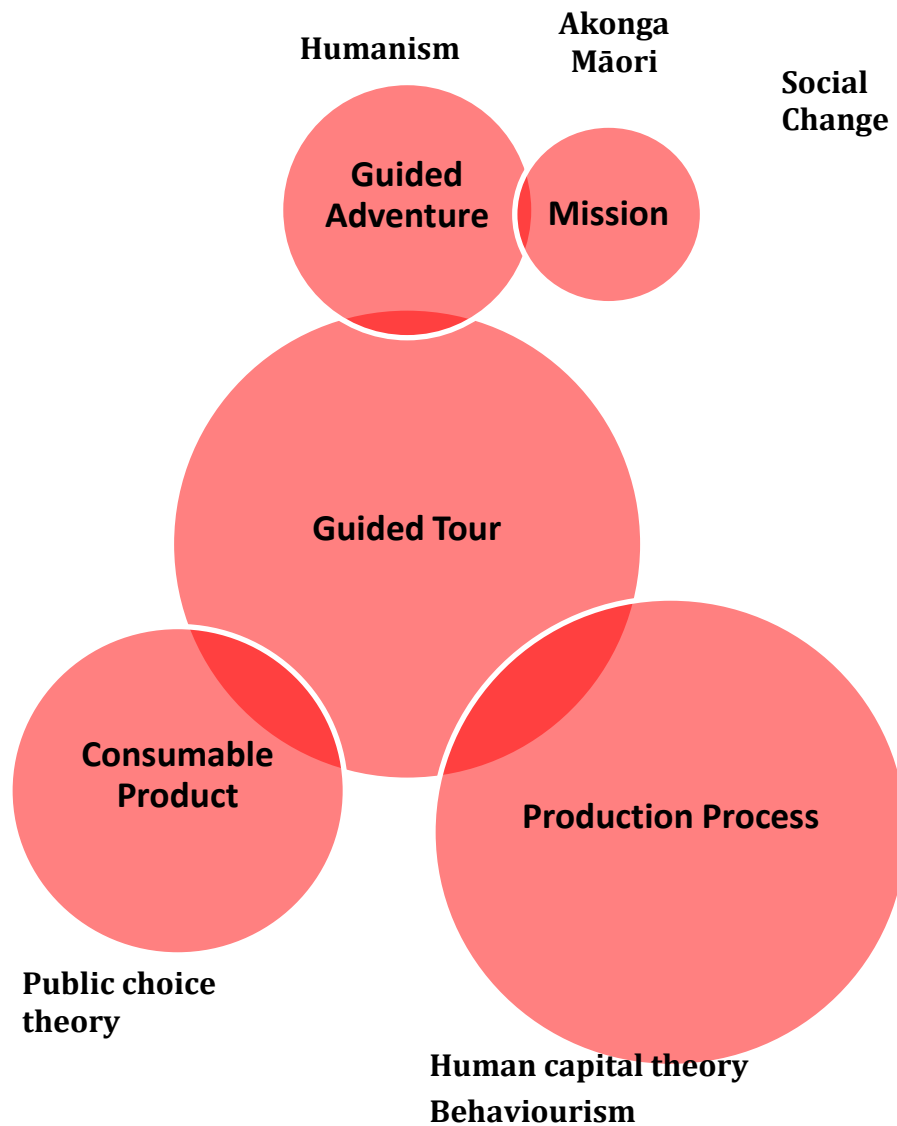 Humanism
Akonga
Māori
Social
Change
Guided
Adventure
Mission
Guided Tour
Consumable
Product
Production Process
Public choice
theory
Human capital theory
Behaviourism